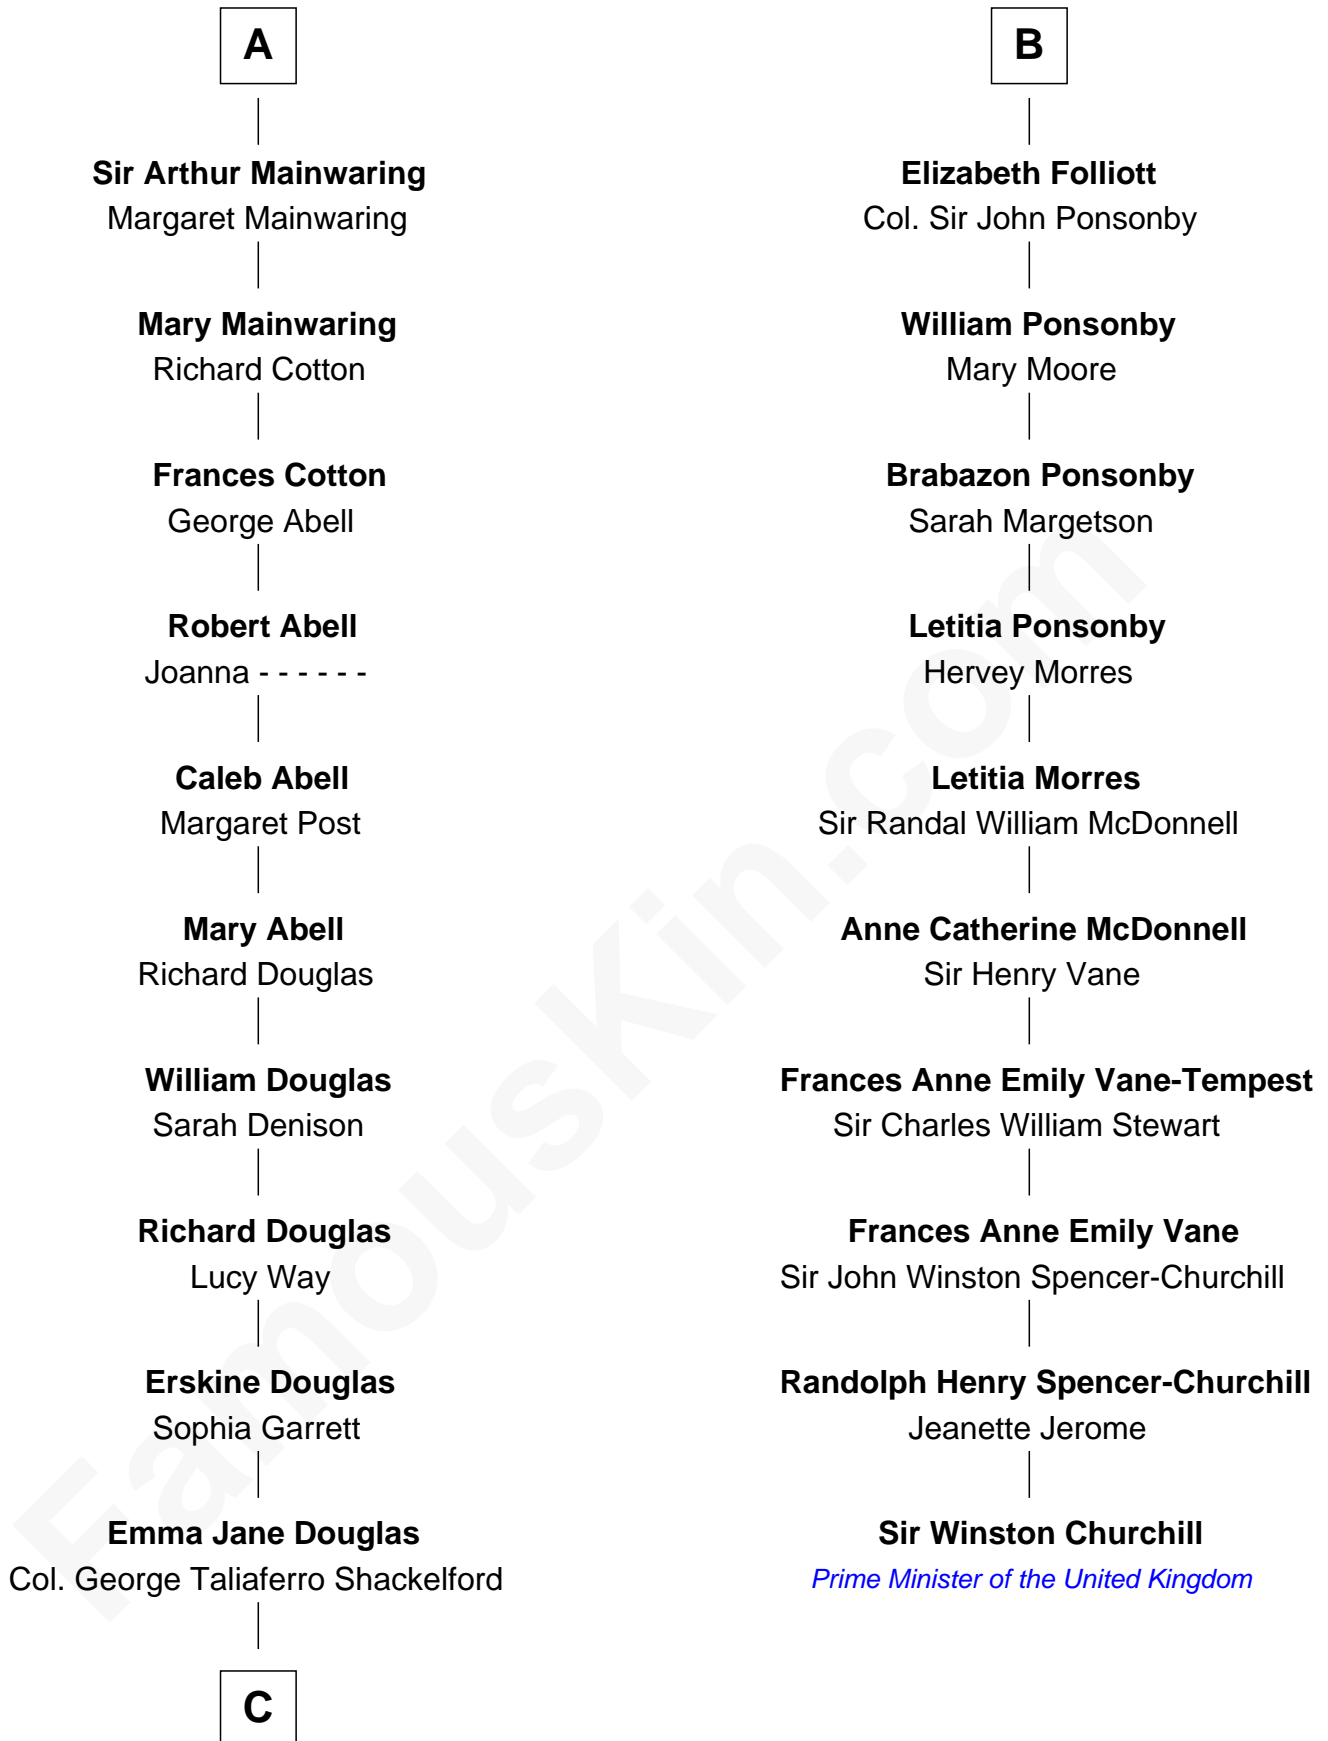 A
Sir Arthur Mainwaring
Margaret Mainwaring
Mary Mainwaring
Richard Cotton
Frances Cotton
George Abell
Robert Abell
Joanna - - - - - -
Caleb Abell
Margaret Post
Mary Abell
Richard Douglas
William Douglas
Sarah Denison
Richard Douglas
Lucy Way
Erskine Douglas
Sophia Garrett
Emma Jane Douglas
Col. George Taliaferro Shackelford
C
B
Elizabeth Folliott
Col. Sir John Ponsonby
William Ponsonby
Mary Moore
Brabazon Ponsonby
Sarah Margetson
Letitia Ponsonby
Hervey Morres
Letitia Morres
Sir Randal William McDonnell
Anne Catherine McDonnell
Sir Henry Vane
Frances Anne Emily Vane-Tempest
Sir Charles William Stewart
Frances Anne Emily Vane
Sir John Winston Spencer-Churchill
Randolph Henry Spencer-Churchill
Jeanette Jerome
Sir Winston Churchill
Prime Minister of the United Kingdom
FamousKin.com